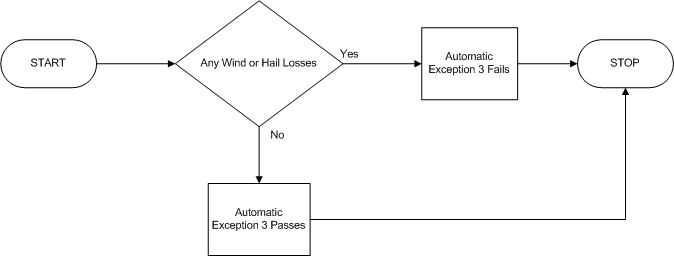 START
Any Wind or Hail Losses
Yes
Automatic
Exception 3 Fails
STOP
No
Automatic
Exception 3 Passes